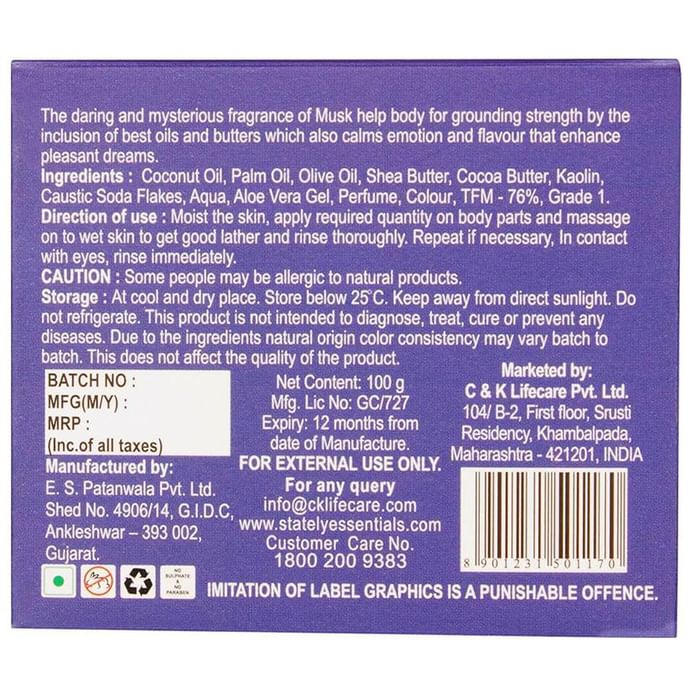 The daring and mysterious fragrance of Musk help body for grounding strength by the
inclusion of best oils and butters which also calms emotion and flavour that enhance
pleasant dreams.
Ingredients : Coconut Oil, Palm Oil, Olive Oil, Shea Butter, Cocoa Butter, Kaolin,
Caustic Soda Flakes, Aqua, Aloe Vera Gel, Perfume, Colour, TFM - 76%, Grade 1.
Direction of use : Moist the skin, apply required quantity on body parts and massage
on to wet skin to get good lather and rinse thoroughly. Repeat if necessary, In contact
with eyes, rinse immediately.
CAUTION : Some people may be allergic to natural products.
Storage : At cool and dry place. Store below 25°C. Keep away from direct sunlight. Do
not refrigerate. This product is not intended to diagnose, treat, cure or prevent any
diseases. Due to the ingredients natural origin color consistency may vary batch to
batch. This does not affect the quality of the product.
BATCH NO :
MFG(M/Y) :
MRP :
(Inc.of all taxes)
Manufactured by:
E. S. Patanwala Pvt. Ltd.
Shed No. 4906/14, G.I.D.C,
Ankleshwar – 393 002,
Gujarat.
Net Content: 100 g
Mfg. Lic No: GC/727
Expiry: 12 months from
date of Manufacture.
FOR EXTERNAL USE ONLY.
For any query
info@cklifecare.com
www.statelyessentials.com
Customer Care No.
1800 200 9383
Marketed by:
C & K Lifecare Pvt. Ltd.
104/ B-2, First floor, Srusti
Residency, Khambalpada,
Maharashtra - 421201, INDIA
8 901231 501170
NO
SULPHATE
&
NO
PARABEN
IMITATION OF LABEL GRAPHICS IS A PUNISHABLE OFFENCE.